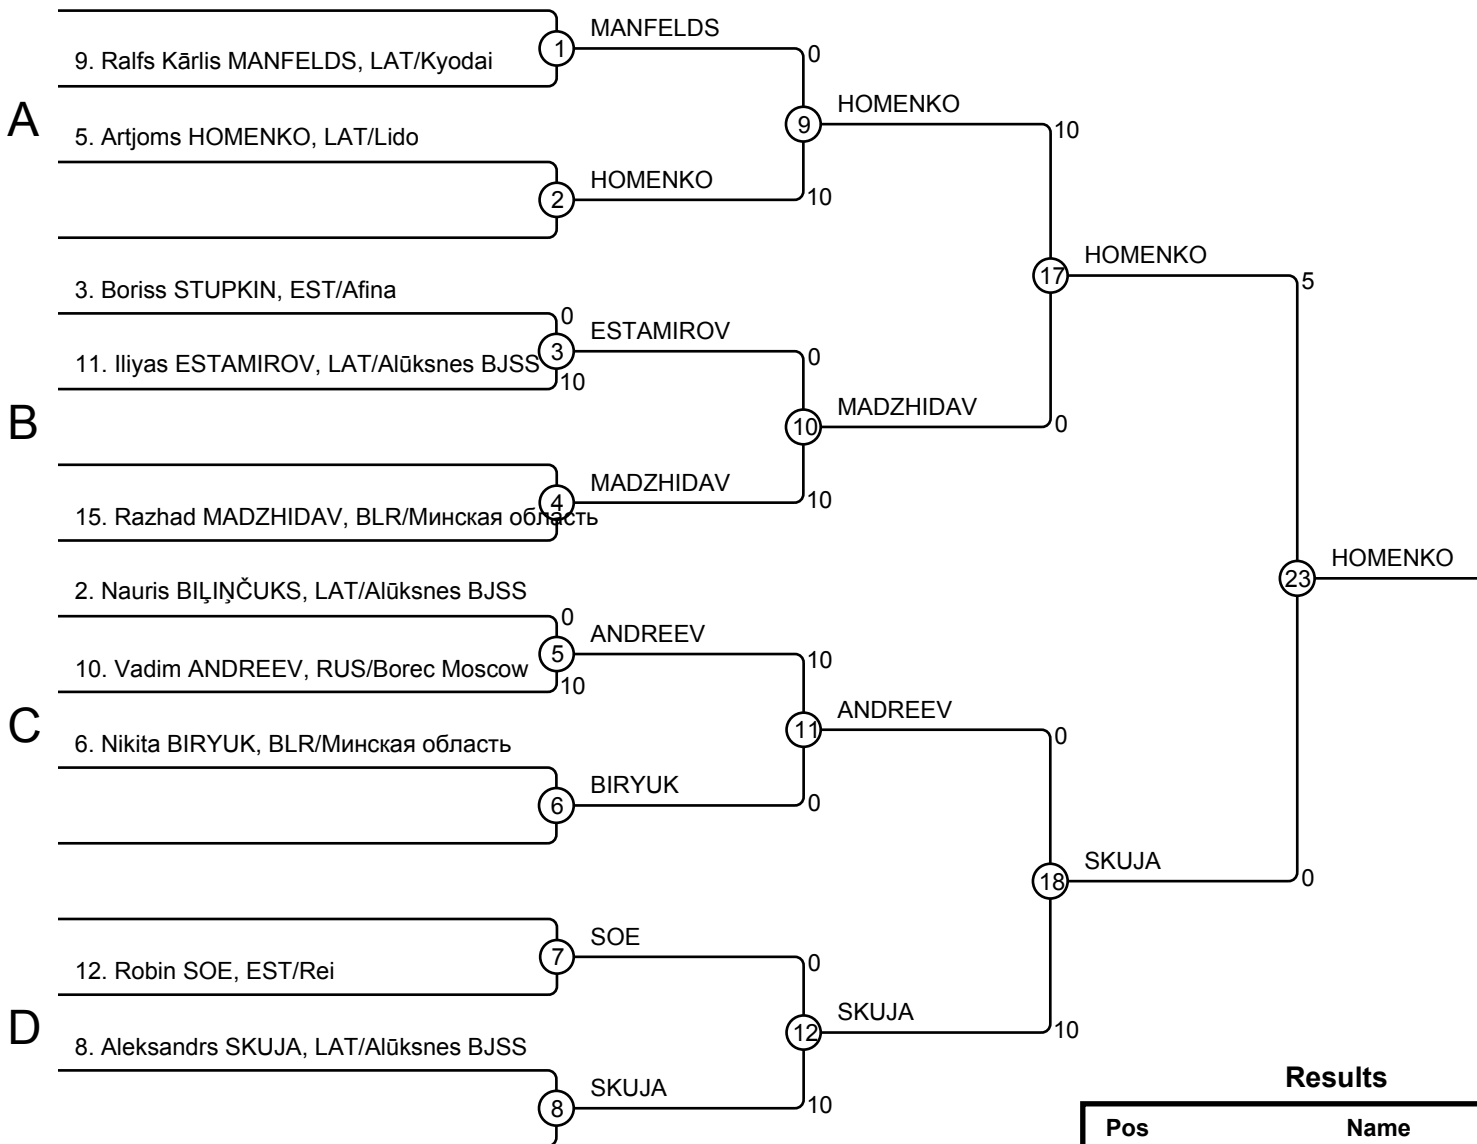 MANFELDS
1
0
9. Ralfs Kārlis MANFELDS, LAT/Kyodai
HOMENKO
A
9
10
5. Artjoms HOMENKO, LAT/Lido
HOMENKO
2
10
HOMENKO
17
5
3. Boriss STUPKIN, EST/Afina
0
ESTAMIROV
3
0
11. Iliyas ESTAMIROV, LAT/Alūksnes BJSS
10
MADZHIDAV
B
10
0
MADZHIDAV
4
10
15. Razhad MADZHIDAV, BLR/Минская область
HOMENKO
23
2. Nauris BIĻIŅČUKS, LAT/Alūksnes BJSS
0
ANDREEV
5
10
10. Vadim ANDREEV, RUS/Borec Moscow
10
ANDREEV
C
11
0
6. Nikita BIRYUK, BLR/Минская область
BIRYUK
6
0
SKUJA
18
0
SOE
7
0
12. Robin SOE, EST/Rei
SKUJA
D
12
10
8. Aleksandrs SKUJA, LAT/Alūksnes BJSS
SKUJA
8
10
Results
Pos Name